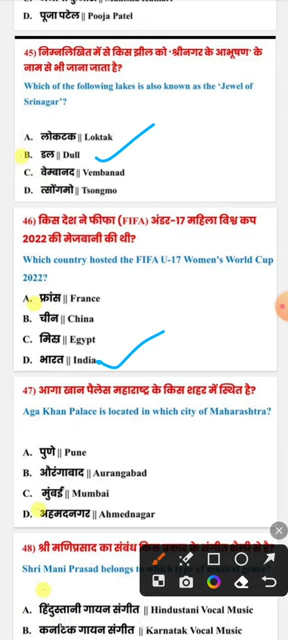 D. पूजा पटेल || Pooja Patel
45) निम्नलिखित में से किस झील को 'श्रीनगर के आभूषण' के
नाम से भी जाना जाता है?
Which of the following lakes is also known as the 'Jewel of
Srinagar'?
A. लोकटक || Loktak
B. डल || Dull
C. वेम्बानद || Vembanad
D. त्सोंगमो || Tsongmo
46) किस देश ने फीफा (FIFA) अंडर-17 महिला विश्व कप
2022 की मेजबानी की थी?
Which country hosted the FIFA U-17 Women's World Cup
2022?
A. फ्रांस || France
B. चीन || China
C. मिस्र || Egypt
D. भारत || India
47) आगा खान पैलेस महाराष्ट्र के किस शहर में स्थित है?
Aga Khan Palace is located in which city of Maharashtra?
A. पुणे || Pune
B. औरंगाबाद || Aurangabad
C. मुंबई || Mumbai
D. अहमदनगर || Ahmednagar
48) श्री मणिप्रसाद का संबंध
Shri Mani Prasad belongs
A. हिंदुस्तानी गायन संगीत || Hindustani Vocal Music
B. कर्नाटक गायन संगीत || Karnatak Vocal Music